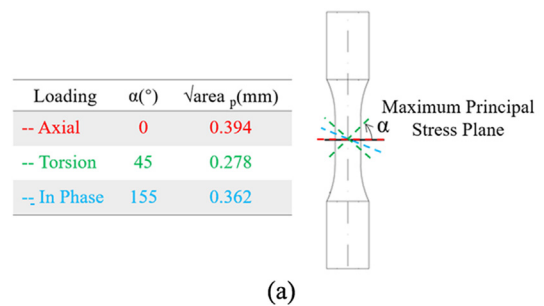 Loading α(°) √area p(mm)
-- Axial 0 0.394
-- Torsion 45 0.278
-- In Phase 155 0.362
Maximum Principal
Stress Plane
α
(a)